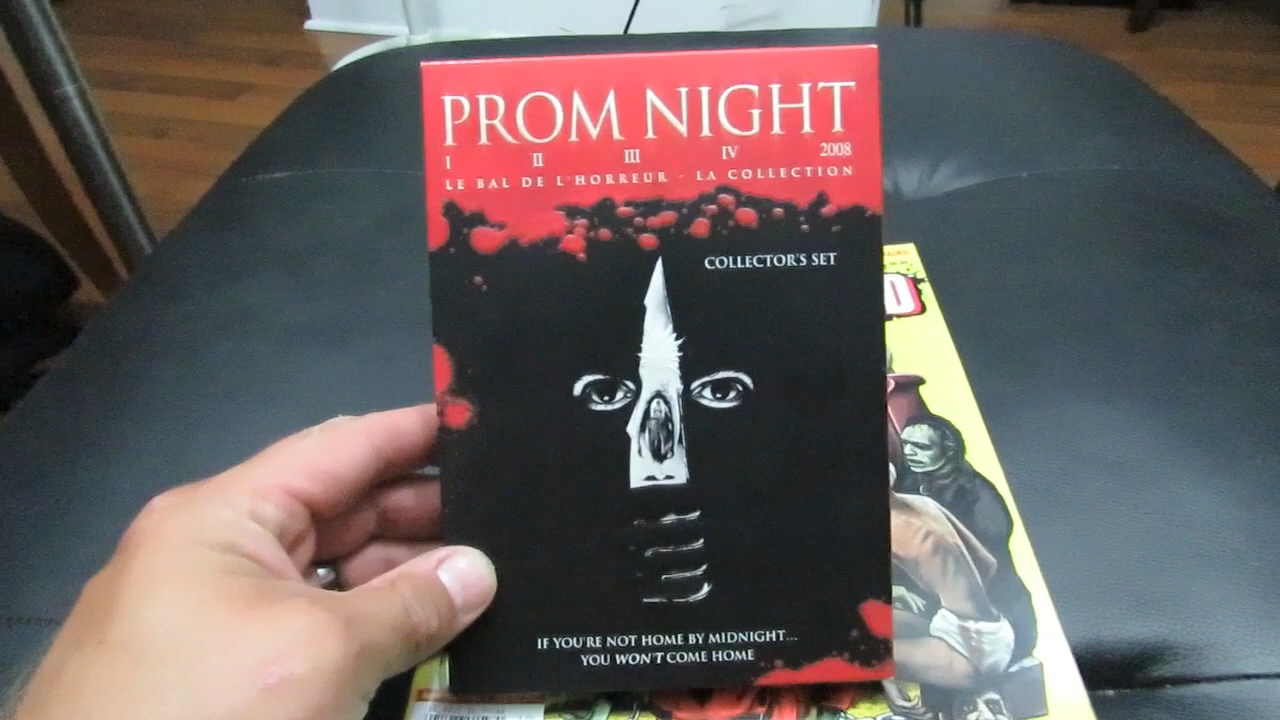 PROM NIGHT
I II III IV 2008
LE BAL DE L'HORREUR - LA COLLECTION
COLLECTOR'S SET
IF YOU'RE NOT HOME BY MIDNIGHT...
YOU WON'T COME HOME